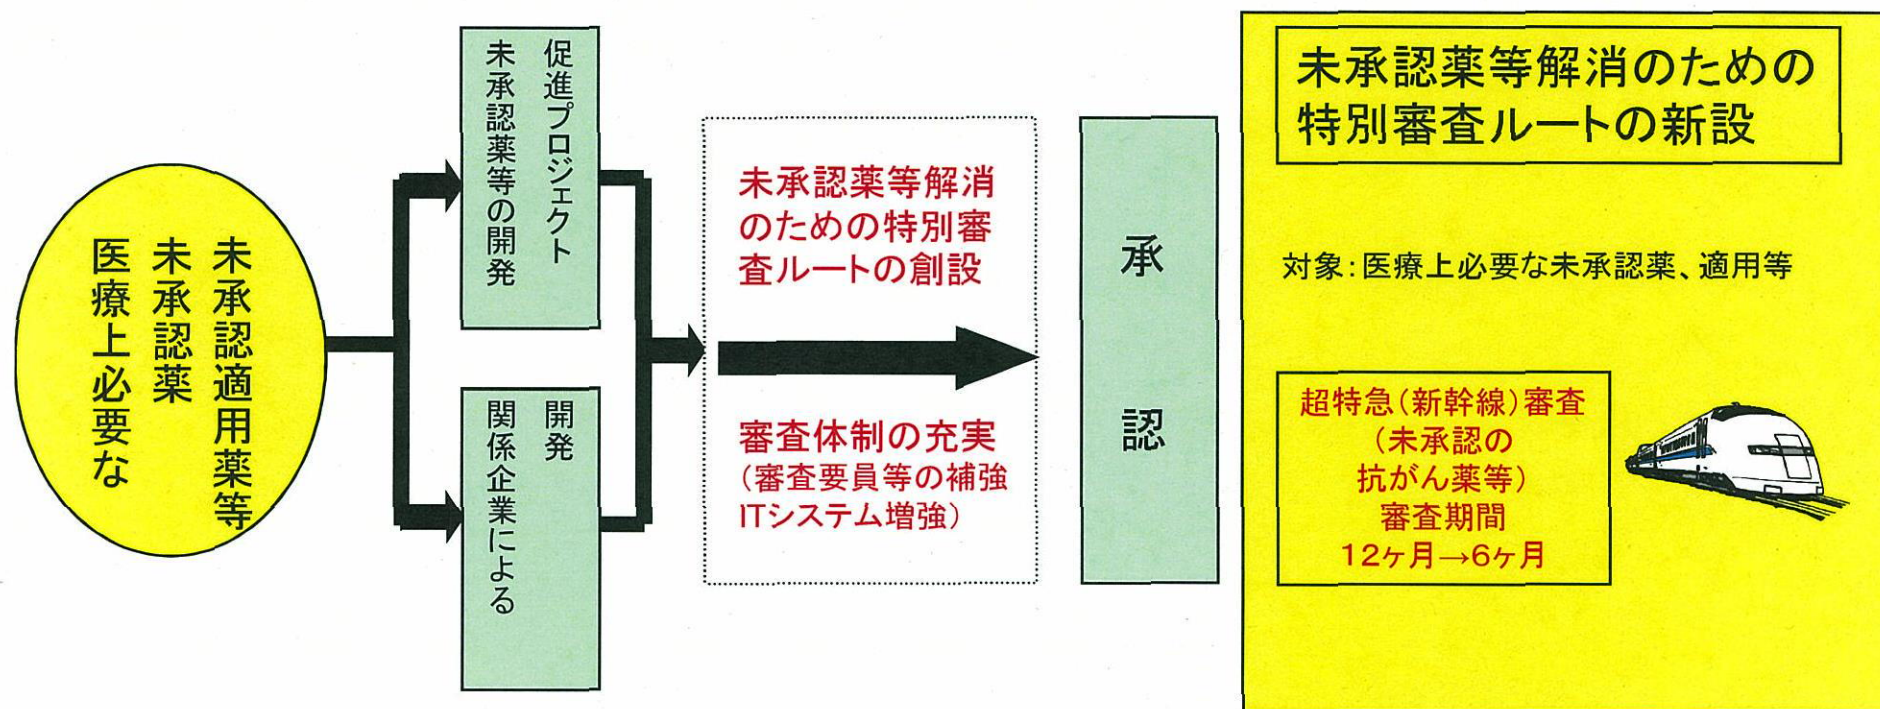 医療上必要な
未承認薬
未承認適用薬等
未承認薬等の開発
促進プロジェクト
関係企業による
開発
未承認薬等解消
のための特別審
査ルートの創設
審査体制の充実
（審査要員等の補強
ITシステム増強）
承認
未承認薬等解消のための
特別審査ルートの新設
対象：医療上必要な未承認薬、適用等
超特急（新幹線）審査
（未承認の
抗がん薬等）
審査期間
12ヶ月→6ヶ月